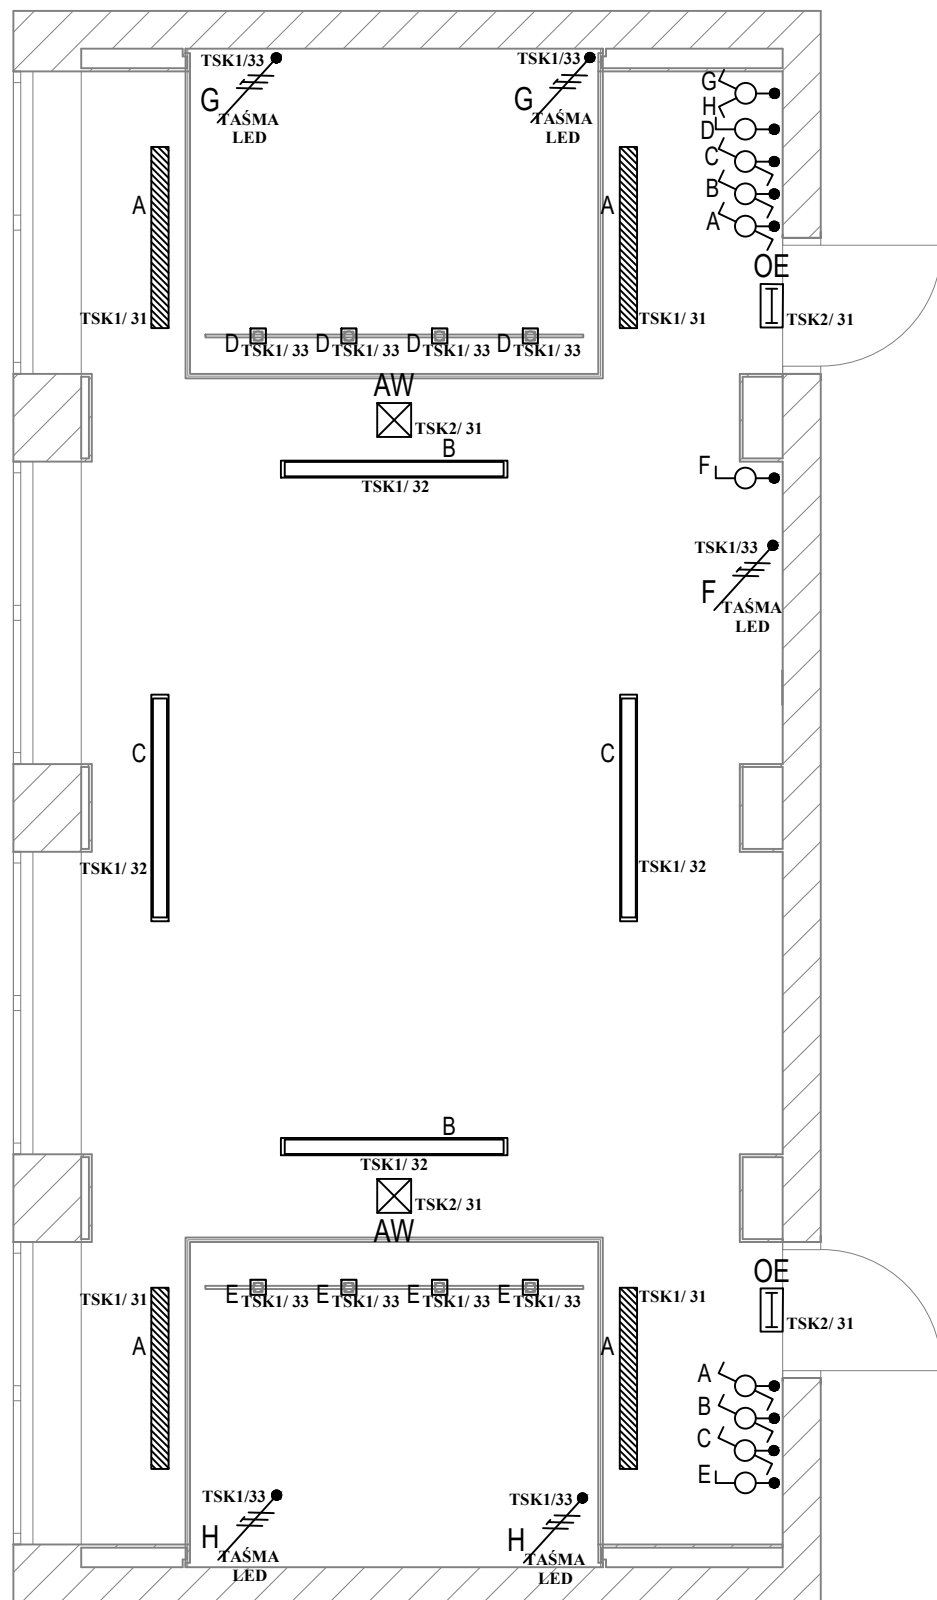 TSK1/33
TSK1/33
G
TAŚMA
LED
G
TAŚMA
LED
G
H
D
C
B
A
A
A
OE
TSK1/ 31
TSK1/ 31
TSK2/ 31
D
TSK1/ 33
D
TSK1/ 33
D
TSK1/ 33
D
TSK1/ 33
AW
TSK2/ 31
B
TSK1/ 32
F
TSK1/33
F
TAŚMA
LED
C
C
TSK1/ 32
TSK1/ 32
B
TSK1/ 32
TSK2/ 31
AW
OE
E
TSK1/ 33
E
TSK1/ 33
E
TSK1/ 33
E
TSK1/ 33
TSK1/ 31
TSK1/ 31
TSK2/ 31
A
A
A
B
C
E
TSK1/33
TSK1/33
H
TAŚMA
LED
H
TAŚMA
LED